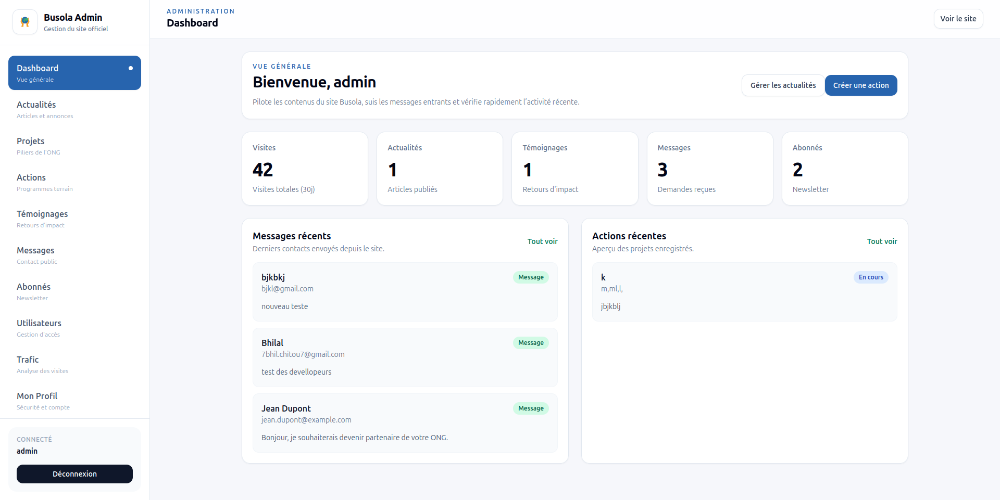 Busola Admin
Gestion du site officiel
Dashboard
Vue générale
Actualités
Articles et annonces
Projets
Piliers de l'ONG
Actions
Programmes terrain
Témoignages
Retours d'impact
Messages
Contact public
Abonnés
Newsletter
Utilisateurs
Gestion d'accès
Trafic
Analyse des visites
Mon Profil
Sécurité et compte
CONNECTÉ
admin
Déconnexion
ADMINISTRATION
Dashboard
Voir le site
VUE GÉNÉRALE
Bienvenue, admin
Pilote les contenus du site Busola, suis les messages entrants et vérifie rapidement l'activité récente.
Gérer les actualités
Créer une action
Visites
42
Visites totales (30j)
Actualités
1
Articles publiés
Témoignages
1
Retours d'impact
Messages
3
Demandes reçues
Abonnés
2
Newsletter
Messages récents
Derniers contacts envoyés depuis le site.
Tout voir
bjkbkj
Message
bjkl@gmail.com
nouveau teste
Bhilal
Message
7bhil.chitou7@gmail.com
test des devellopeurs
Jean Dupont
Message
jean.dupont@example.com
Bonjour, je souhaiterais devenir partenaire de votre ONG.
Actions récentes
Aperçu des projets enregistrés.
Tout voir
k
En cours
m,ml,l,
jbjkblj